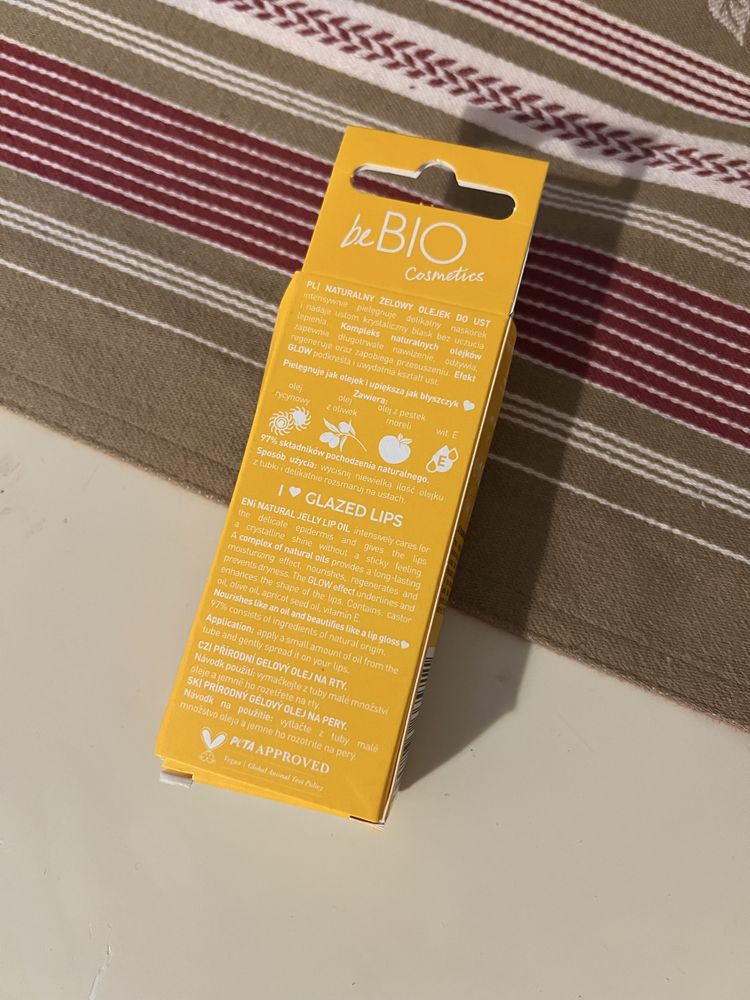 beBIO
Cosmetics
PL| NATURALNY ŻELOWY OLEJEK DO UST
intensywnie pielęgnuje delikatny naskórek
i nadaje ustom krystaliczny blask bez uczucia
lepienia. Kompleks naturalnych olejków
zapewnia długotrwałe nawilżenie, odżywia,
regeneruje oraz zapobiega przesuszeniu. Efekt
GLOW podkreśla i uwydatnia kształt ust.
Pielęgnuje jak olejek i upiększa jak błyszczyk
Zawiera:
olej rycynowy
olej z oliwek
olej z pestek moreli
wit. E
E
97% składników pochodzenia naturalnego.
Sposób użycia: wyciśnij niewielką ilość olejku
z tubki i delikatnie rozsmaruj na ustach.
I ♥ GLAZED LIPS
EN| NATURAL JELLY LIP OIL intensively cares for
the delicate epidermis and gives the lips
a crystalline shine without a sticky feeling.
A complex of natural oils provides a long-lasting
moisturizing effect, nourishes, regenerates and
prevents dryness. The GLOW effect underlines and
enhances the shape of the lips. Contains: castor
oil, olive oil, apricot seed oil, vitamin E.
Nourishes like an oil and beautifies like a lip gloss
97% consists of ingredients of natural origin.
Application: apply a small amount of oil from the
tube and gently spread it on your lips.
CZ| PŘÍRODNÍ GELOVÝ OLEJ NA RTY.
Návodk použití: vymáčkejte z tuby malé množství
oleje a jemně ho rozetřete na rty.
SK| PRÍRODNÝ GÉLOVÝ OLEJ NA PERY.
Návodk na použitie: vytlačte z tuby malé
množstvo oleja a jemne ho rozotrite na pery.
PETA APPROVED
Vegan | Global Animal Test Policy